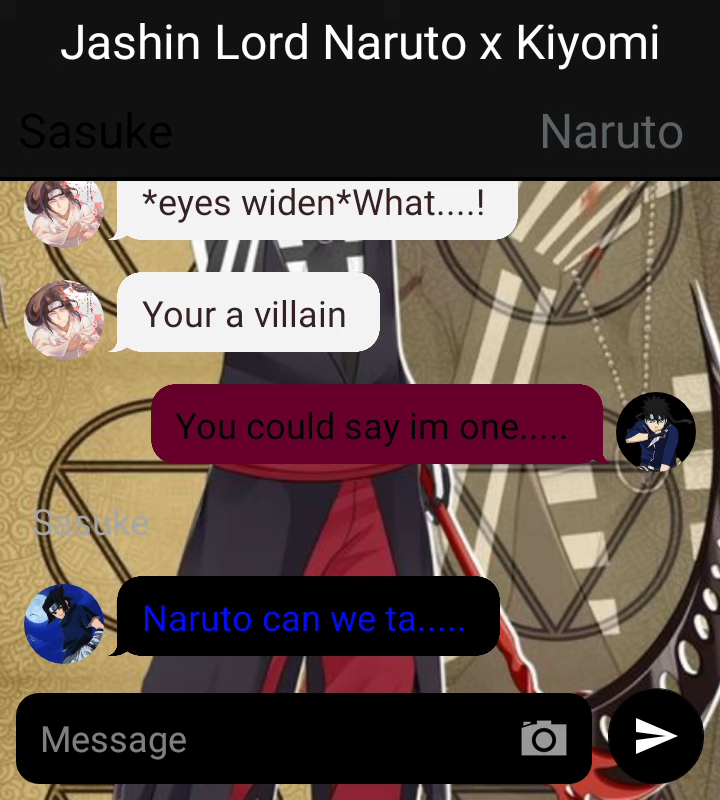 Jashin Lord Naruto x Kiyomi
Sasuke
Naruto
*eyes widen*What....!
Your a villain
You could say im one.....
Sasuke
Naruto can we ta.....
Message